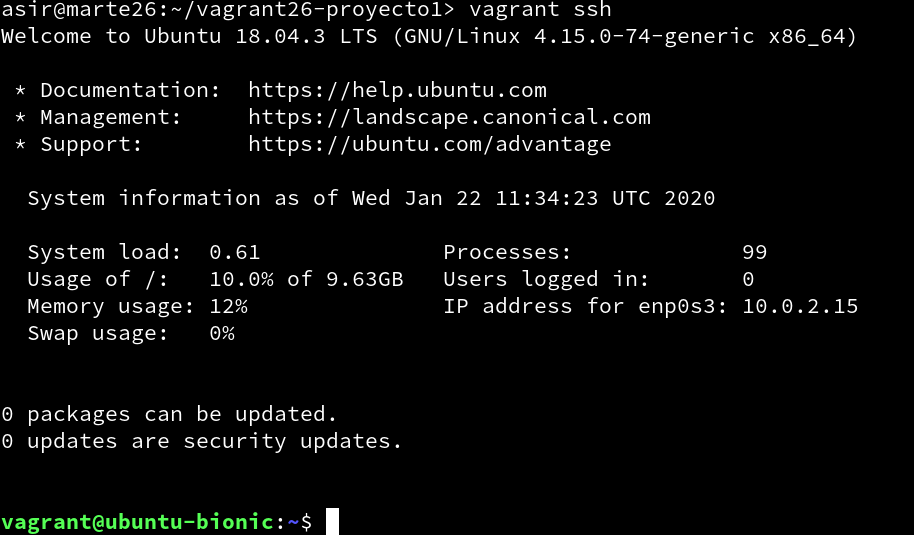 asir@marte26:~/vagrant26-proyecto1> vagrant ssh
Welcome to Ubuntu 18.04.3 LTS (GNU/Linux 4.15.0-74-generic x86_64)
* Documentation: https://help.ubuntu.com
* Management: https://landscape.canonical.com
* Support: https://ubuntu.com/advantage
System information as of Wed Jan 22 11:34:23 UTC 2020
System load: 0.61 Processes: 99
Usage of /: 10.0% of 9.63GB Users logged in: 0
Memory usage: 12% IP address for enp0s3: 10.0.2.15
Swap usage: 0%
0 packages can be updated.
0 updates are security updates.
vagrant@ubuntu-bionic:~$